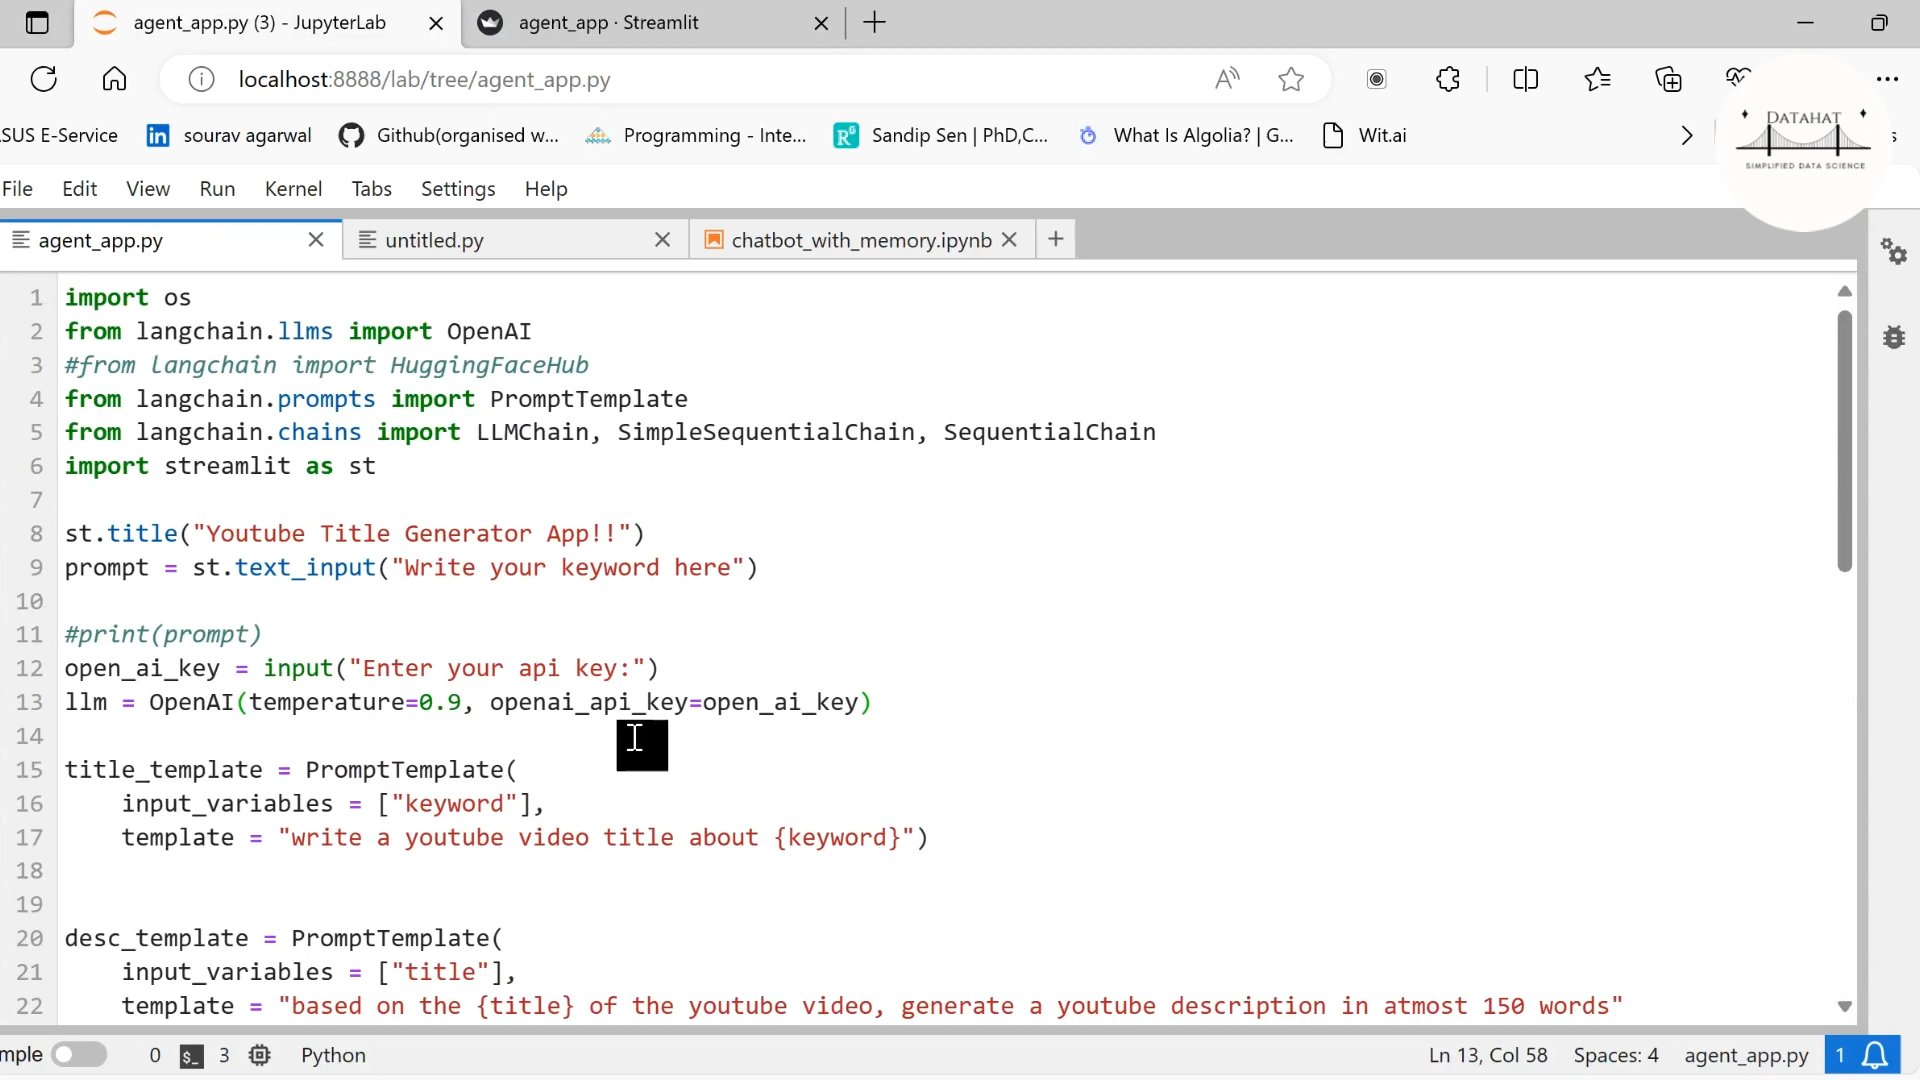 agent_app.py (3) - JupyterLab
agent_app · Streamlit
localhost:8888/lab/tree/agent_app.py
SUS E-Service
sourav agarwal
Github(organised w...
Programming - Inte...
Sandip Sen | PhD,C...
What Is Algolia? | G...
Wit.ai
DATAHAT
SIMPLIFIED DATA SCIENCE
File Edit View Run Kernel Tabs Settings Help
agent_app.py
untitled.py
chatbot_with_memory.ipynb
1 import os
2 from langchain.llms import OpenAI
3 #from langchain import HuggingFaceHub
4 from langchain.prompts import PromptTemplate
5 from langchain.chains import LLMChain, SimpleSequentialChain, SequentialChain
6 import streamlit as st
7
8 st.title("Youtube Title Generator App!!")
9 prompt = st.text_input("Write your keyword here")
10
11 #print(prompt)
12 open_ai_key = input("Enter your api key:")
13 llm = OpenAI(temperature=0.9, openai_api_key=open_ai_key)
14
15 title_template = PromptTemplate(
16 input_variables = ["keyword"],
17 template = "write a youtube video title about {keyword}")
18
19
20 desc_template = PromptTemplate(
21 input_variables = ["title"],
22 template = "based on the {title} of the youtube video, generate a youtube description in atmost 150 words"
mple 0 3 Python Ln 13, Col 58 Spaces: 4 agent_app.py 1